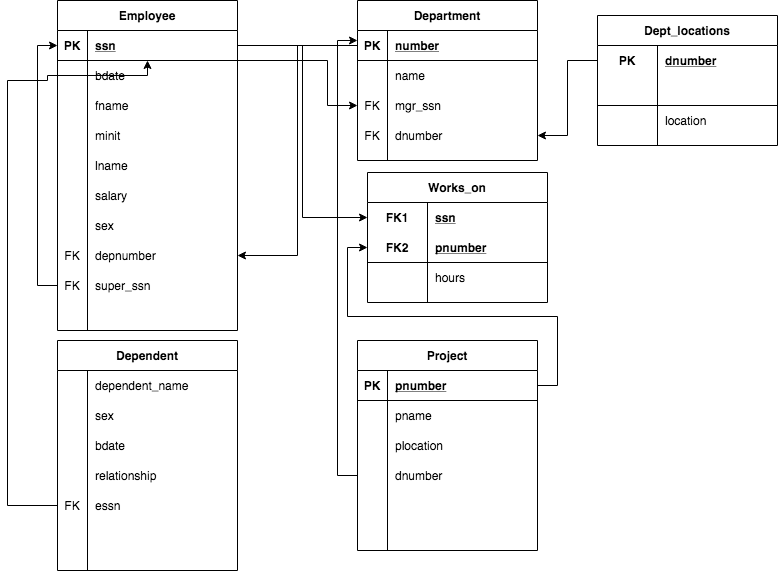 Employee
PK ssn
bdate
fname
minit
lname
salary
sex
FK depnumber
FK super_ssn
Department
PK number
name
FK mgr_ssn
FK dnumber
Dept_locations
PK dnumber
location
Works_on
FK1 ssn
FK2 pnumber
hours
Dependent
dependent_name
sex
bdate
relationship
FK essn
Project
PK pnumber
pname
plocation
dnumber